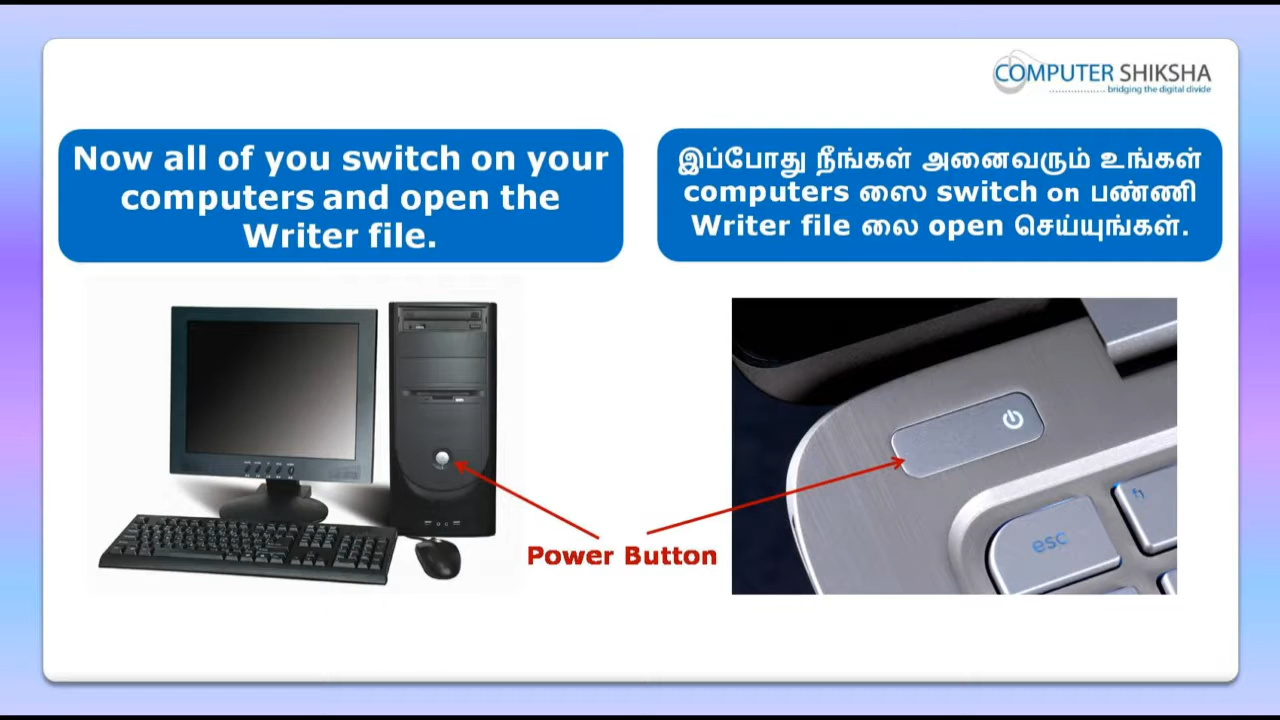 COMPUTER SHIKSHA
bridging the digital divide
Now all of you switch on your
computers and open the
Writer file.
இப்போது நீங்கள் அனைவரும் உங்கள்
computers ஸை switch on பண்ணி
Writer file லை open செய்யுங்கள்.
Power Button
esc
f1